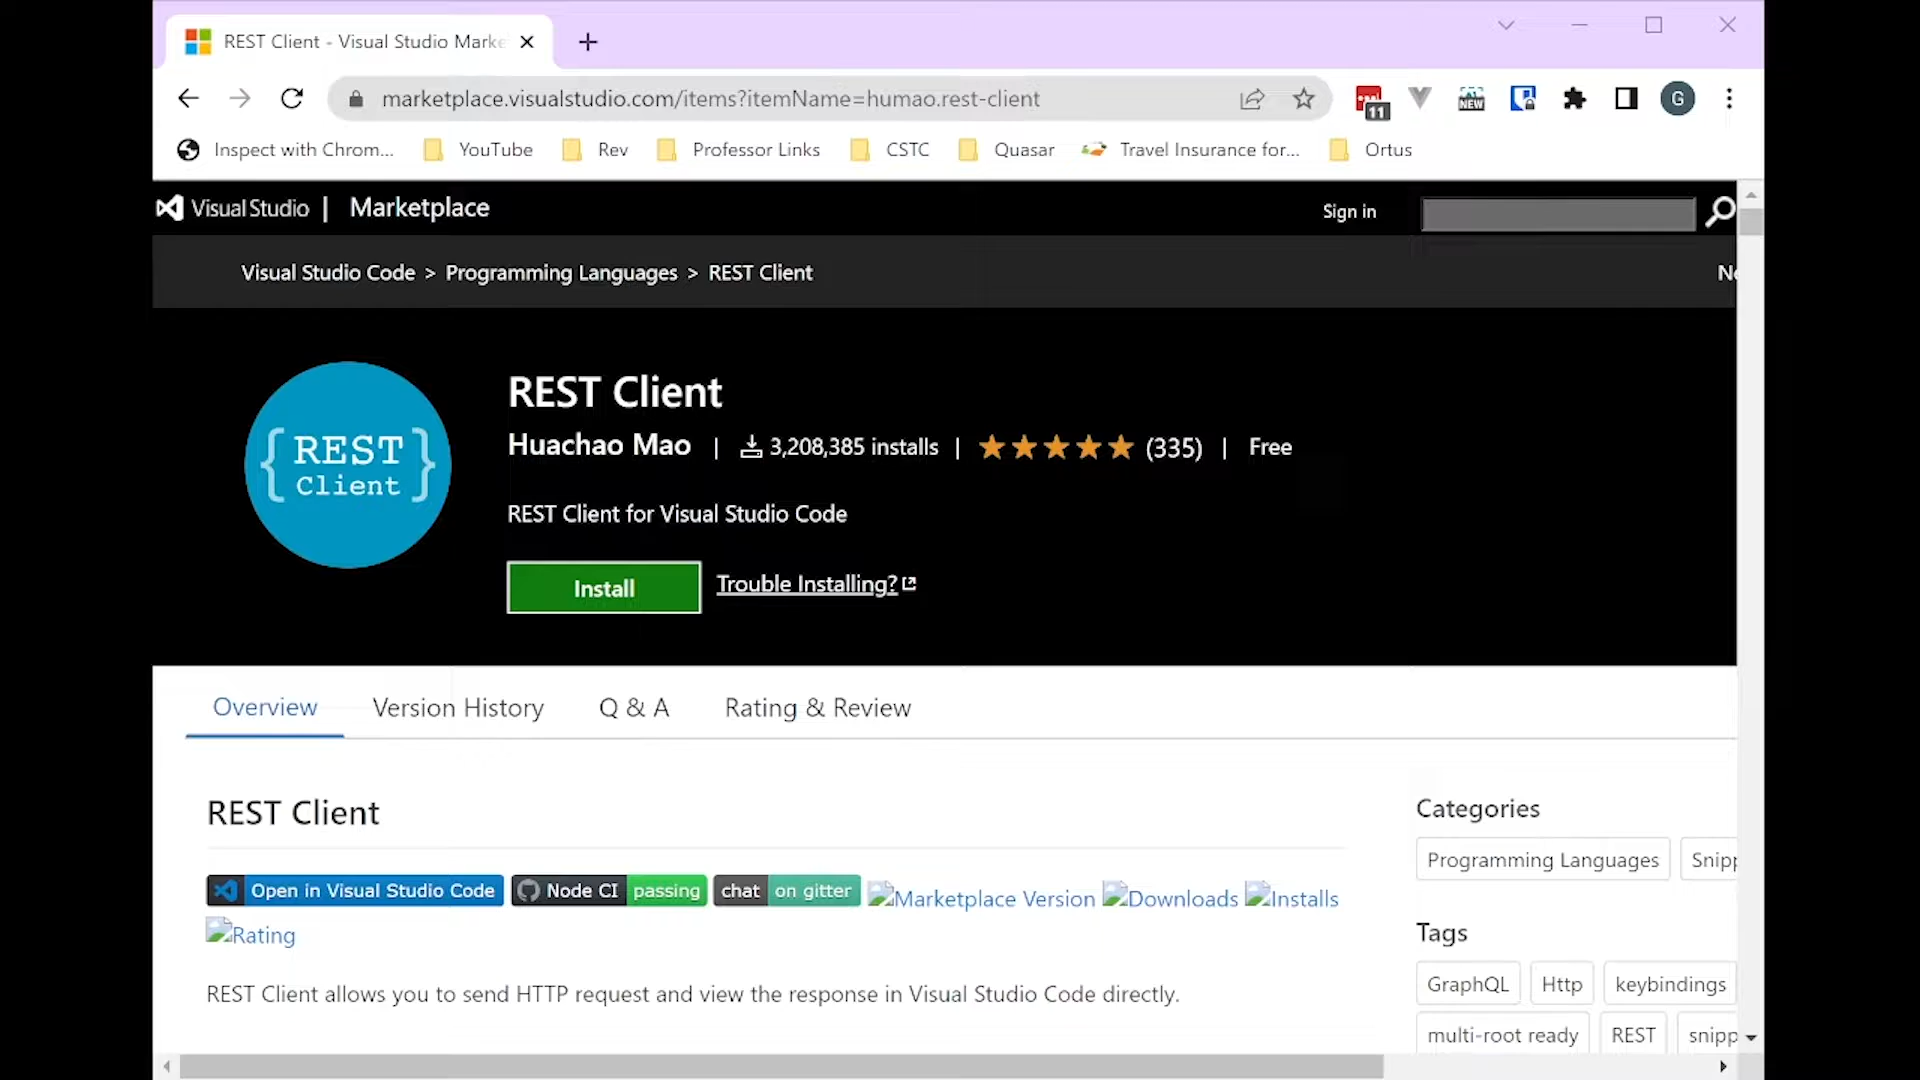 REST Client - Visual Studio Marke
marketplace.visualstudio.com/items?itemName=humao.rest-client
11
NEW
G
Inspect with Chrom...
YouTube
Rev
Professor Links
CSTC
Quasar
Travel Insurance for...
Ortus
Visual Studio | Marketplace
Sign in
Visual Studio Code > Programming Languages > REST Client
{ REST Client }
REST Client
Huachao Mao | 3,208,385 installs | ★★★★★ (335) | Free
REST Client for Visual Studio Code
Install
Trouble Installing?
Overview
Version History
Q & A
Rating & Review
REST Client
Open in Visual Studio Code
Node CI passing
chat on gitter
Marketplace Version
Downloads
Installs
Rating
REST Client allows you to send HTTP request and view the response in Visual Studio Code directly.
Categories
Programming Languages
Snipp
Tags
GraphQL
Http
keybindings
multi-root ready
REST
snipp